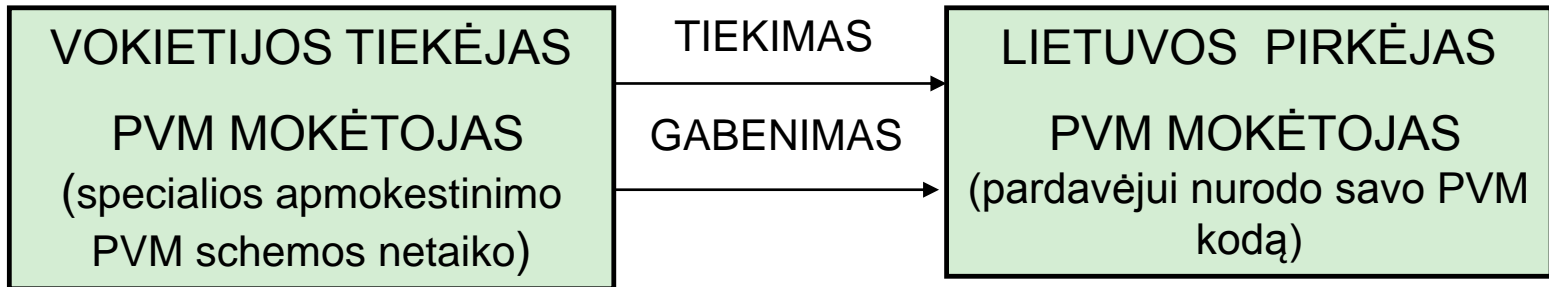 VOKIETIJOS TIEKĖJAS
PVM MOKĖTOJAS
(specialios apmokestinimo
PVM schemos netaiko)
TIEKIMAS
GABENIMAS
LIETUVOS PIRKĖJAS
PVM MOKĖTOJAS
(pardavėjui nurodo savo PVM
kodą)